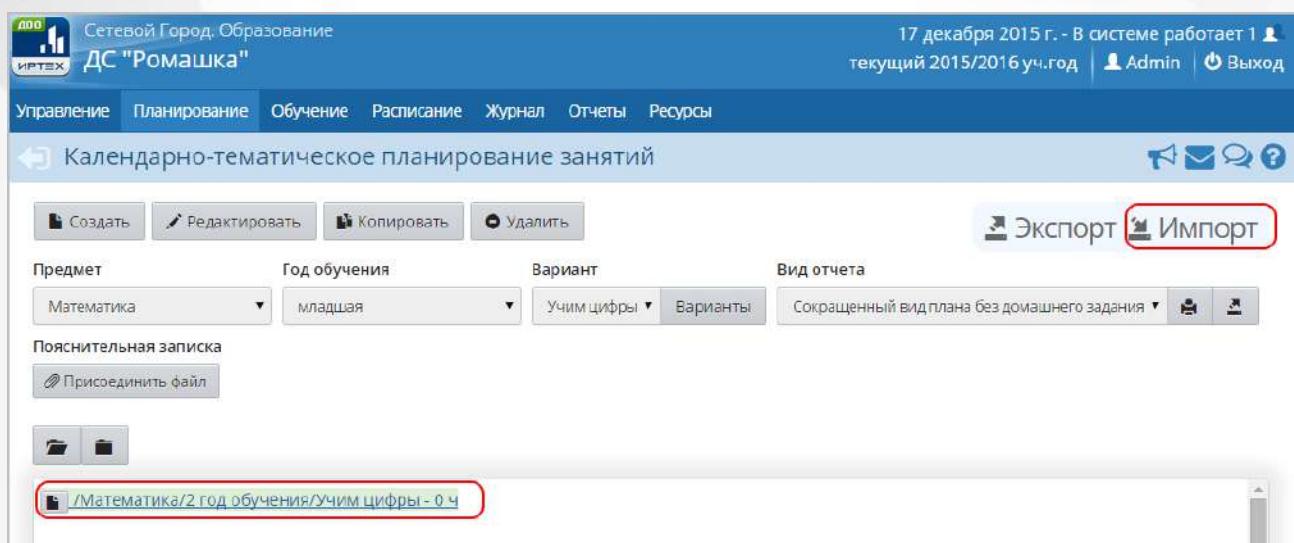 ДОО
ИРТЕХ
Сетевой Город. Образование
ДС "Ромашка"
17 декабря 2015 г. - В системе работает 1
текущий 2015/2016 уч.год Admin Выход
Управление Планирование Обучение Расписание Журнал Отчеты Ресурсы
Календарно-тематическое планирование занятий
Создать Редактировать Копировать Удалить Экспорт Импорт
Предмет Год обучения Вариант Вид отчета
Математика младшая Учим цифры Варианты Сокращенный вид плана без домашнего задания
Пояснительная записка
Присоединить файл
/Математика/2 год обучения/Учим цифры - 0 ч